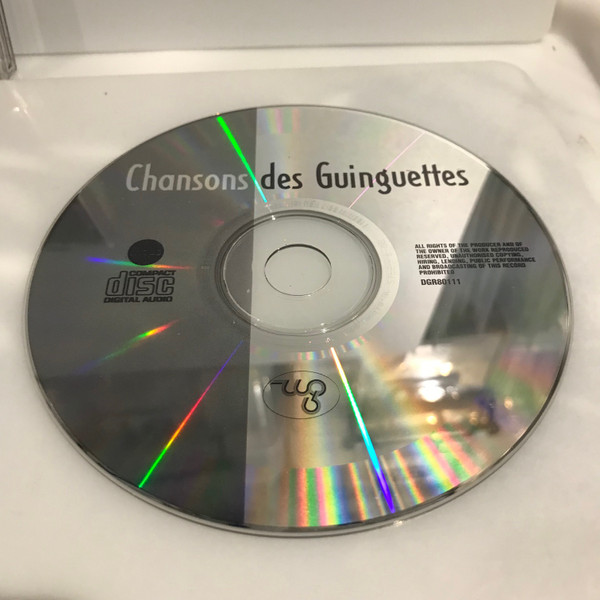 Chansons des Guinguettes
COMPACT
disc
DIGITAL AUDIO
ALL RIGHTS OF THE PRODUCER AND OF
THE OWNER OF THE WORK REPRODUCED
RESERVED, UNAUTHORISED COPYING,
HIRING, LENDING, PUBLIC PERFORMANCE
AND BROADCASTING OF THIS RECORD
PROHIBITED
DGR80111